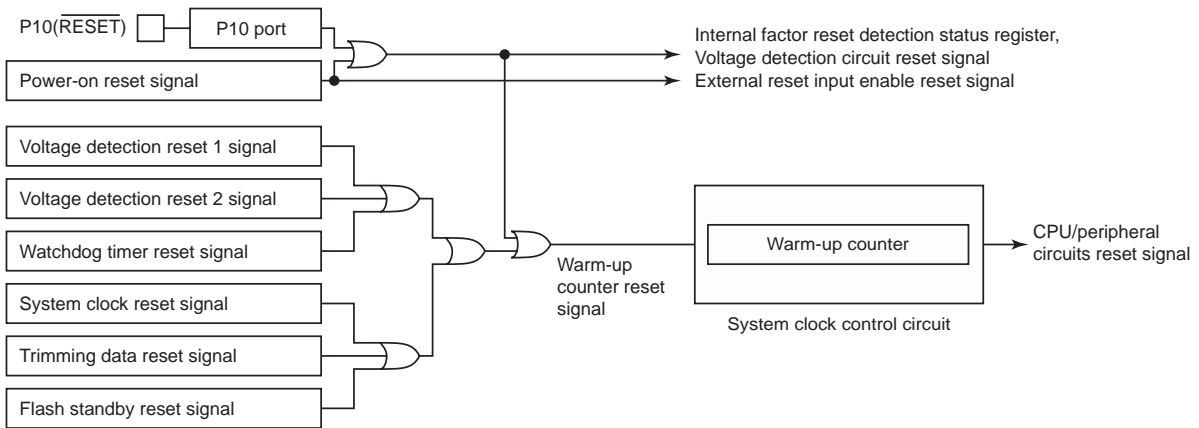 P10(RESET)
P10 port
Internal factor reset detection status register,
Voltage detection circuit reset signal
External reset input enable reset signal
Power-on reset signal
Voltage detection reset 1 signal
Voltage detection reset 2 signal
Watchdog timer reset signal
System clock reset signal
Trimming data reset signal
Flash standby reset signal
Warm-up
counter reset
signal
Warm-up counter
System clock control circuit
CPU/peripheral
circuits reset signal